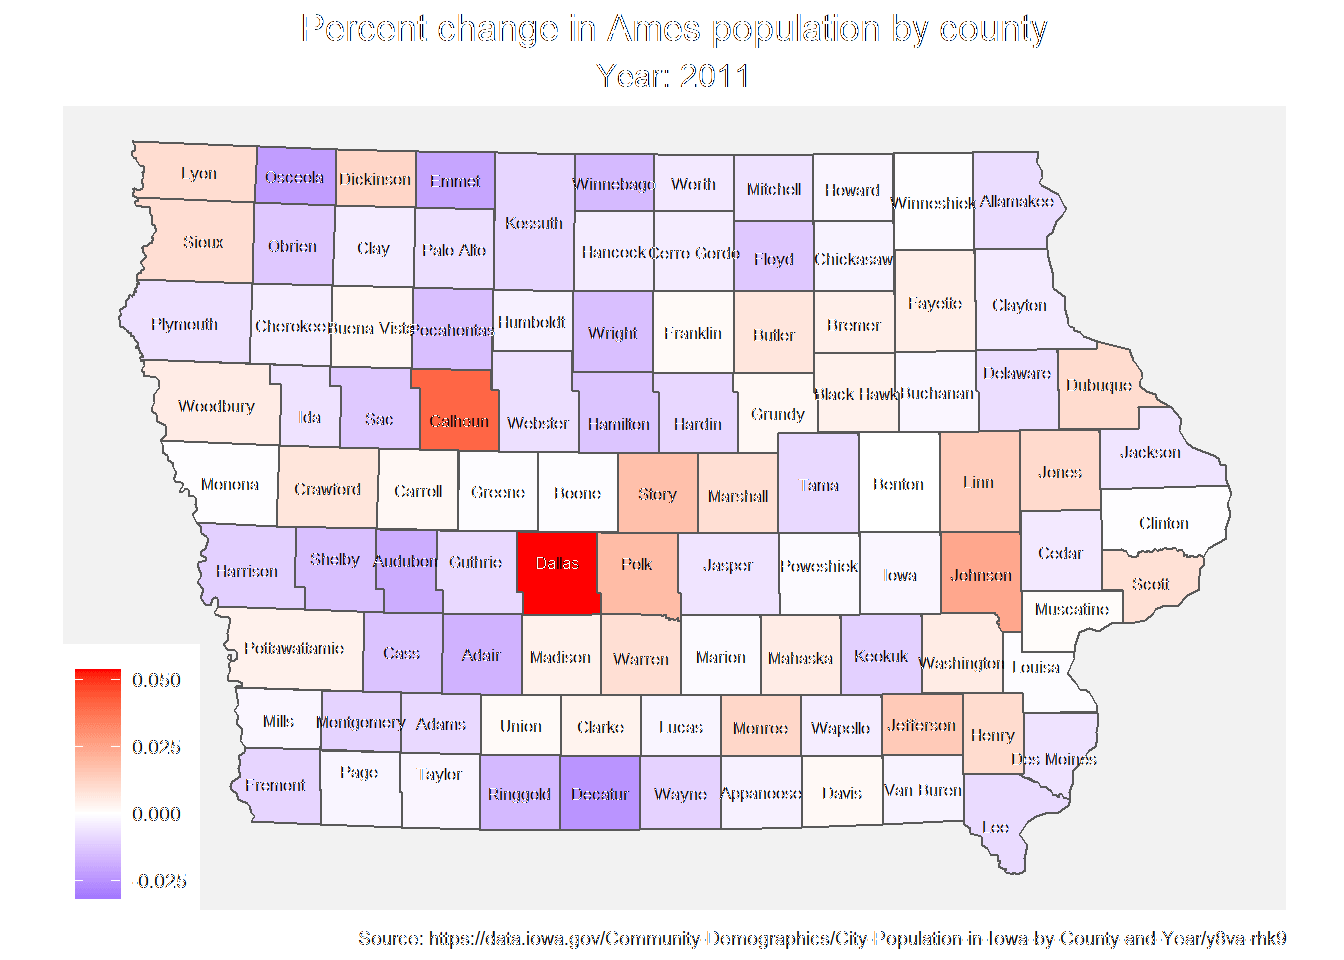 Percent change in Ames population by county
Year: 2011
Lyon Osceola Dickinson Emmet Winnebago Worth Mitchell Howard Winneshiek Allamakee
Kossuth
Sioux Obrien Clay Palo Alto Hancock Cerro Gordo Floyd Chickasaw
Plymouth Cherokee Buena Vista Pocahontas Humboldt Wright Franklin Butler Bremer Fayette Clayton
Woodbury Ida Sac Calhoun Webster Hamilton Hardin Grundy Black Hawk Buchanan Delaware Dubuque
Monona Crawford Carroll Greene Boone Story Marshall Tama Benton Linn Jones Jackson
Clinton
Harrison Shelby Audubon Guthrie Dallas Polk Jasper Poweshiek Iowa Johnson Cedar Scott
Muscatine
Pottawattamie Cass Adair Madison Warren Marion Mahaska Keokuk Washington Louisa
Mills Montgomery Adams Union Clarke Lucas Monroe Wapello Jefferson Henry
Des Moines
Fremont Page Taylor Ringgold Decatur Wayne Appanoose Davis Van Buren
Lee
0.050
0.025
0.000
-0.025
Source: https://data.iowa.gov/Community-Demographics/City-Population-in-Iowa-by-County-and-Year/y8va-rhk9